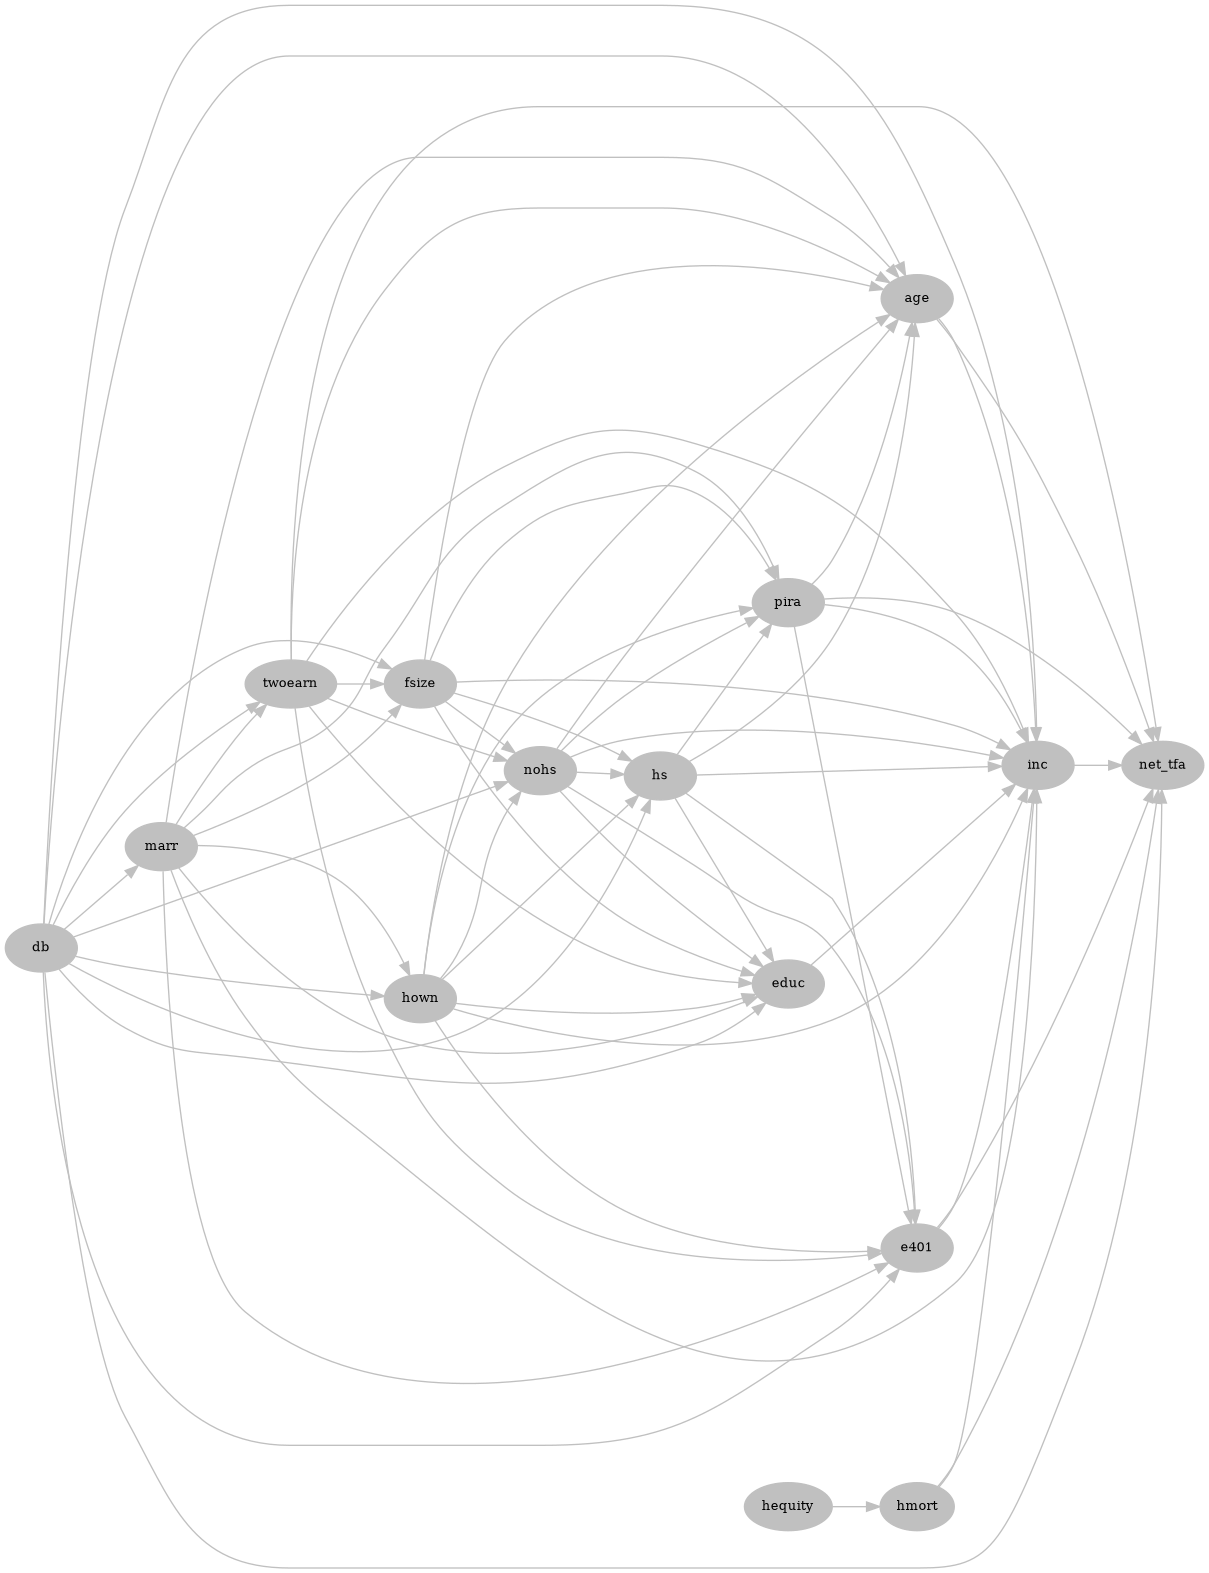 age
pira
twoearn
fsize
nohs
hs
inc
net_tfa
marr
db
educ
hown
e401
hequity
hmort